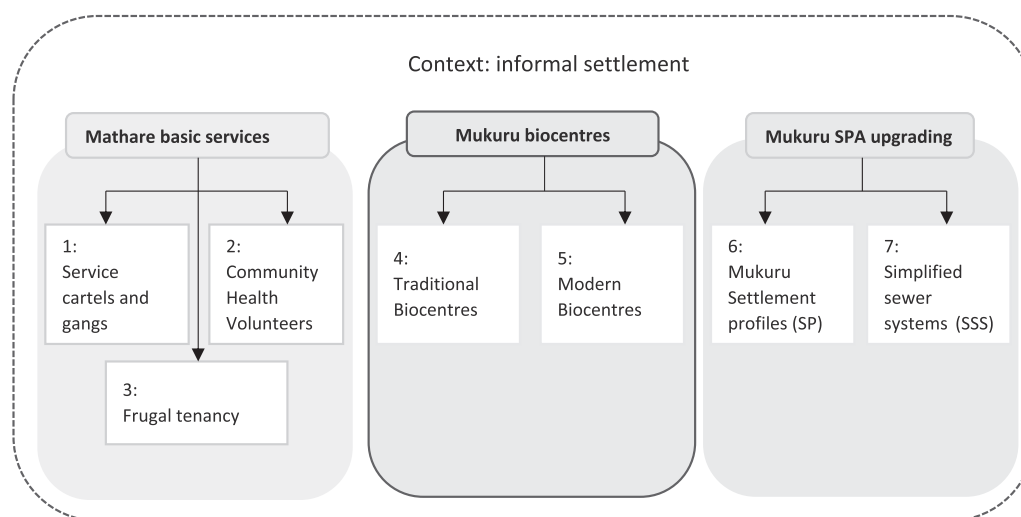 Context: informal settlement
Mathare basic services
1:
Service
cartels and
gangs
2:
Community
Health
Volunteers
3:
Frugal tenancy
Mukuru biocentres
4:
Traditional
Biocentres
5:
Modern
Biocentres
Mukuru SPA upgrading
6:
Mukuru
Settlement
profiles (SP)
7:
Simplified
sewer
systems (SSS)